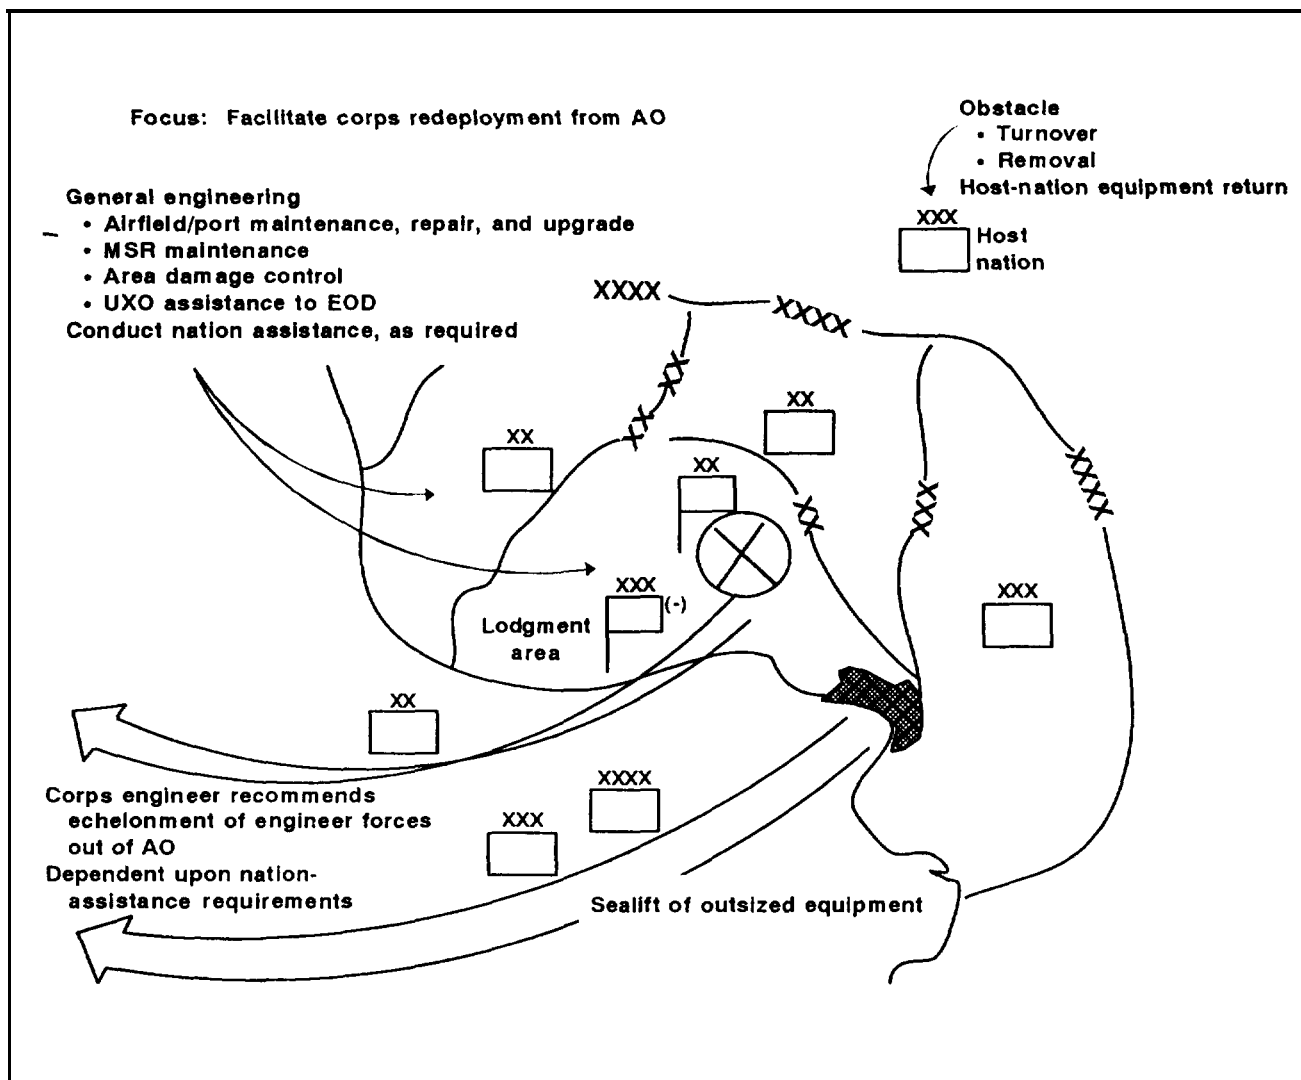 Focus: Facilitate corps redeployment from AO
Obstacle
• Turnover
• Removal
Host-nation equipment return
XXX
Host
nation
General engineering
• Airfield/port maintenance, repair, and upgrade
• MSR maintenance
• Area damage control
• UXO assistance to EOD
Conduct nation assistance, as required
XXXX
XXXX
XX
XX
XX
XX
XX
XX
XXX
XXXX
XXX
XXX
(-)
Lodgment
area
XX
XXXX
XXX
Corps engineer recommends
echelonment of engineer forces
out of AO
Dependent upon nation-
assistance requirements
Sealift of outsized equipment